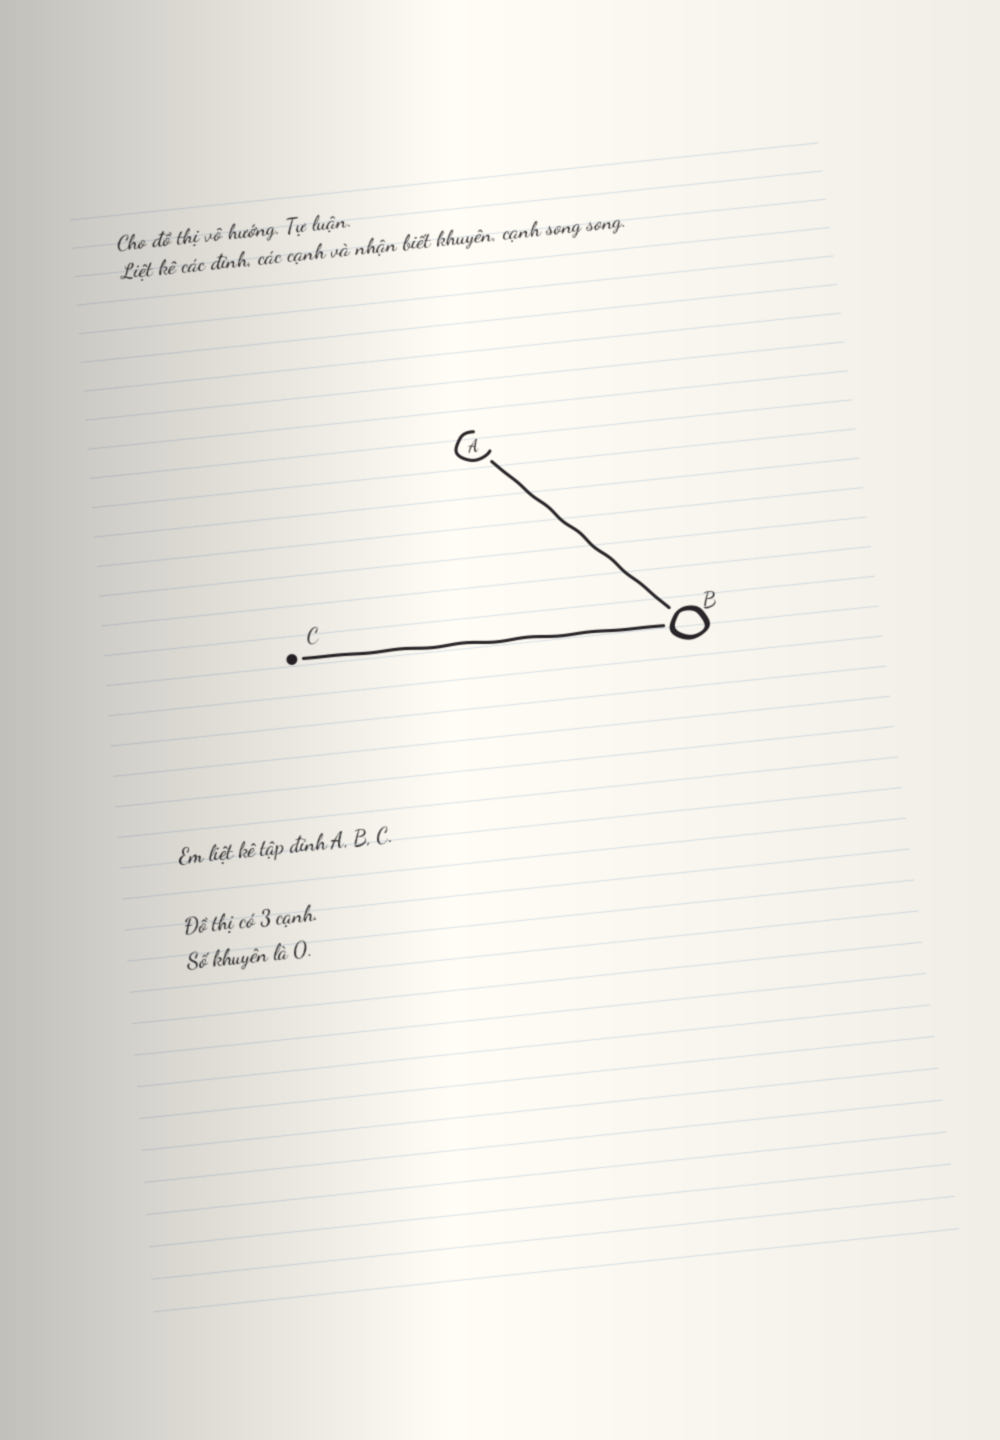 Cho đồ thị vô hướng. Tự luận.
Liệt kê các đỉnh, các cạnh và nhận biết khuyên, cạnh song song.
A
B
C
Em liệt kê tập đỉnh A, B, C.
Đồ thị có 3 cạnh.
Số khuyên là 0.